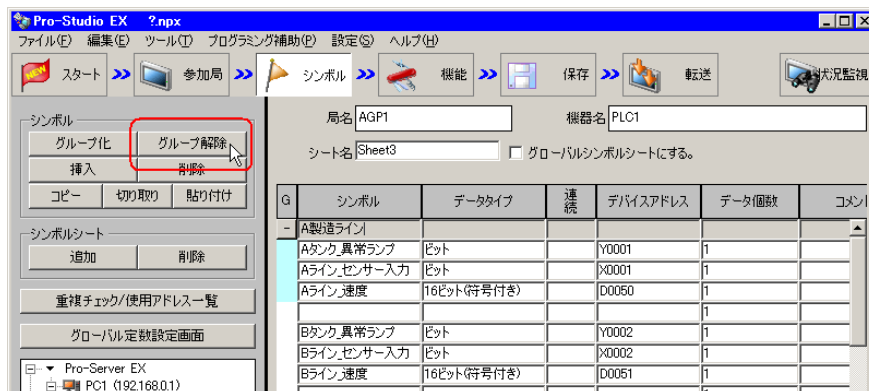 Pro-Studio EX ?.npx
ファイル(F) 編集(E) ツール(T) プログラミング補助(P) 設定(S) ヘルプ(H)
NEW スタート 参加局 シンボル 機能 保存 転送 状況監視
シンボル
グループ化 グループ解除
挿入 削除
コピー 切り取り 貼り付け
シンボルシート
追加 削除
重複チェック/使用アドレス一覧
グローバル定数設定画面
Pro-Server EX
PC1 (192.168.0.1)
局名 AGP1 機器名 PLC1
シート名 Sheet3 グローバルシンボルシートにする。
G シンボル データタイプ 連続 デバイスアドレス データ個数 コメント
A製造ライン
Aタンク_異常ランプ ビット Y0001 1
Aライン_センサー入力 ビット X0001 1
Aライン_速度 16ビット(符号付き) D0050 1
1
Bタンク_異常ランプ ビット Y0002 1
Bライン_センサー入力 ビット X0002 1
Bライン_速度 16ビット(符号付き) D0051 1